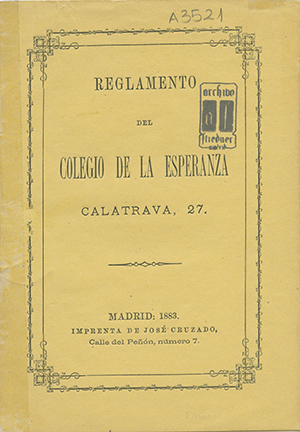 A3521
REGLAMENTO
DEL
archivo
Fliedner
COLEGIO DE LA ESPERANZA
CALATRAVA, 27.
MADRID: 1883.
IMPRENTA DE JOSÉ CRUZADO,
Calle del Peñón, número 7.